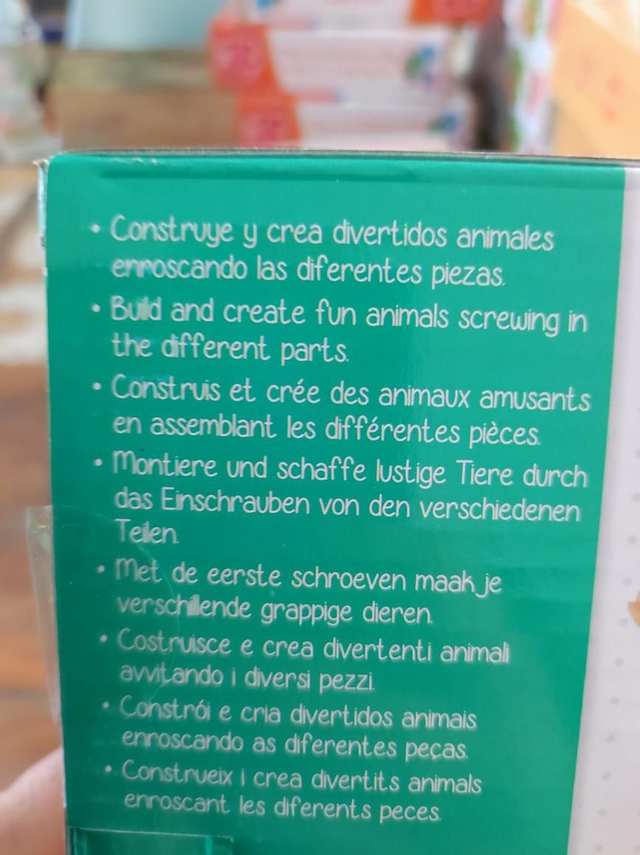 • Construye y crea divertidos animales
enroscando las diferentes piezas.
• Build and create fun animals screwing in
the different parts.
• Construis et crée des animaux amusants
en assemblant les différentes pièces.
• Montiere und schaffe lustige Tiere durch
das Einschrauben von den verschiedenen
Teilen.
• Met de eerste schroeven maak je
verschillende grappige dieren.
• Costruisce e crea divertenti animali
avvitando i diversi pezzi.
• Constrói e cria divertidos animais
enroscando as diferentes peças.
• Construeix i crea divertits animals
enroscant les diferents peces.